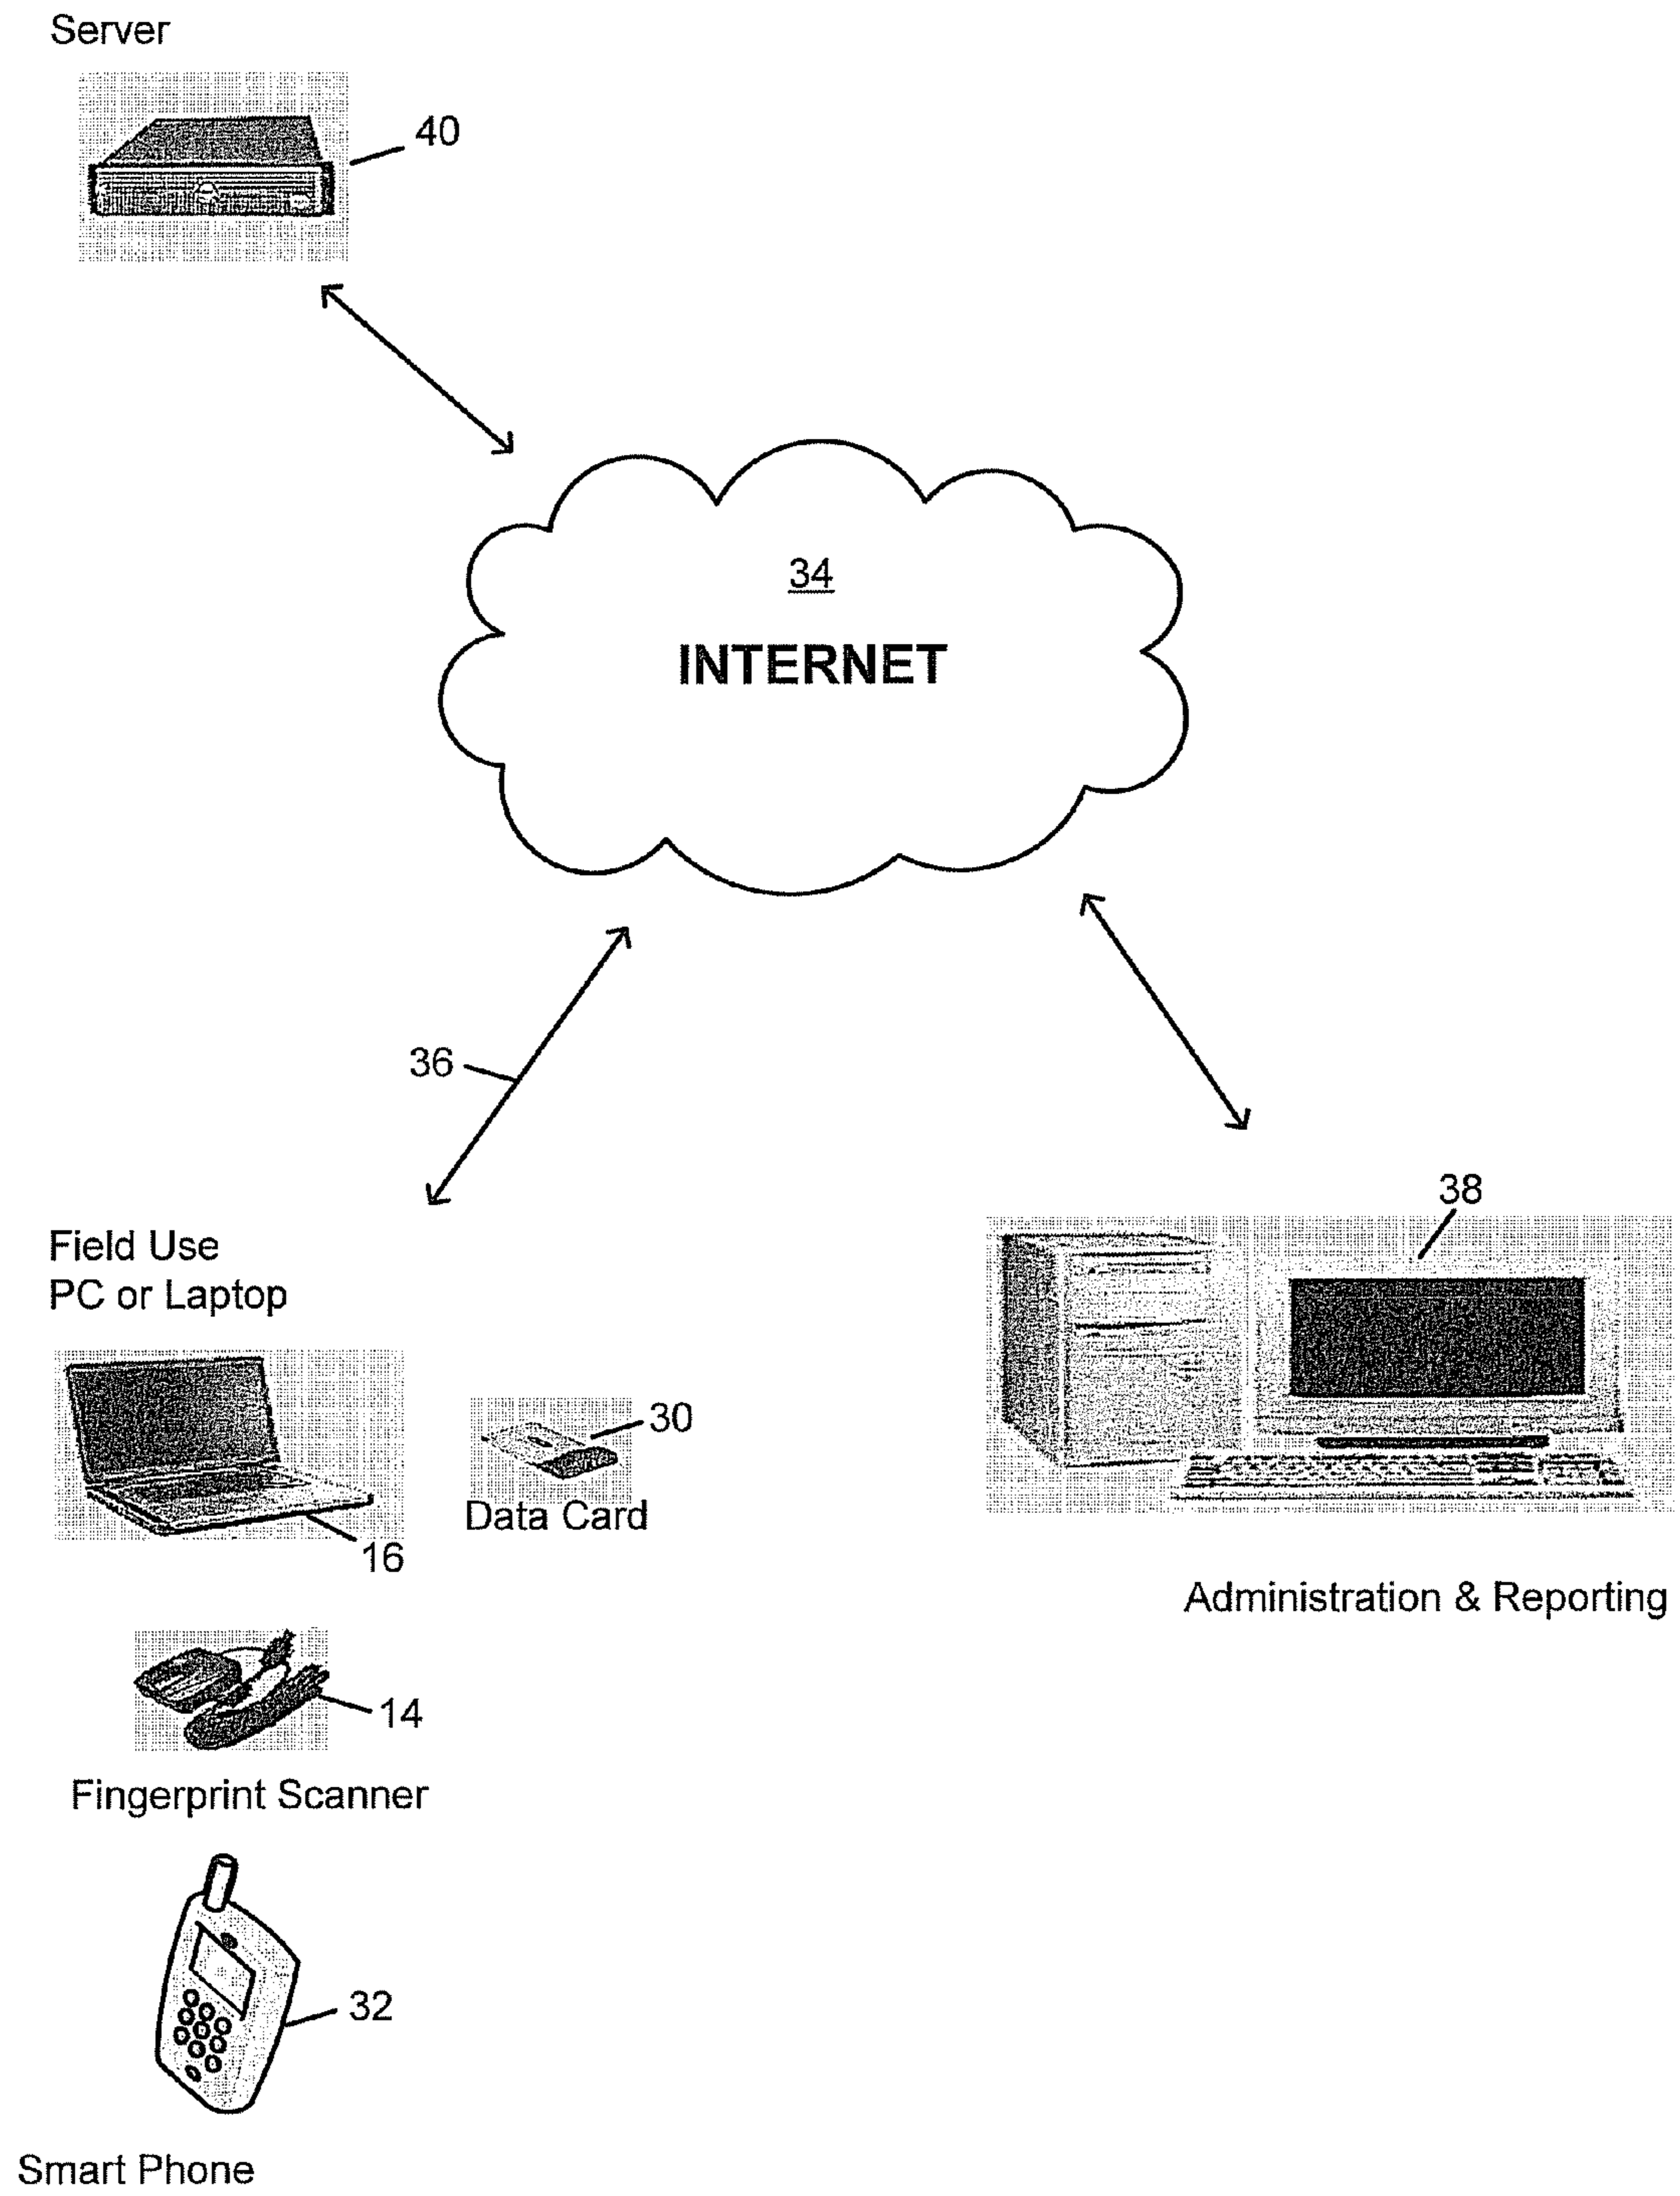 Server
40
34
INTERNET
36
38
Field Use
PC or Laptop
30
Data Card
16
Administration & Reporting
14
Fingerprint Scanner
32
Smart Phone